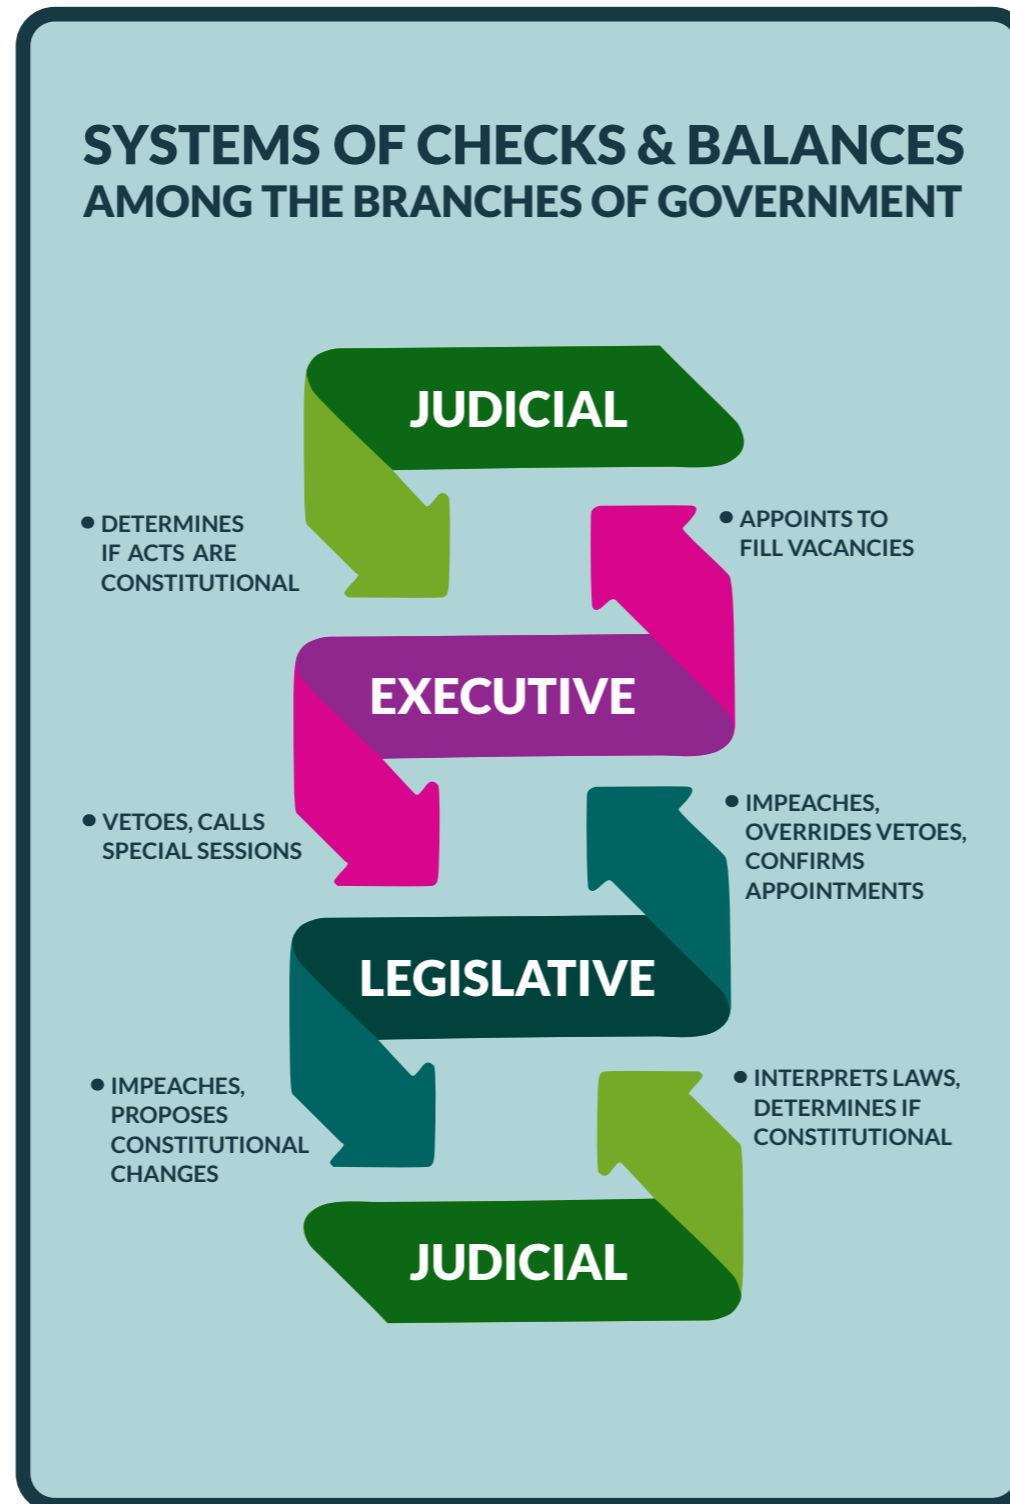 SYSTEMS OF CHECKS & BALANCES
AMONG THE BRANCHES OF GOVERNMENT
JUDICIAL
• DETERMINES
IF ACTS ARE
CONSTITUTIONAL
• APPOINTS TO
FILL VACANCIES
EXECUTIVE
• VETOES, CALLS
SPECIAL SESSIONS
• IMPEACHES,
OVERRIDES VETOES,
CONFIRMS
APPOINTMENTS
LEGISLATIVE
• IMPEACHES,
PROPOSES
CONSTITUTIONAL
CHANGES
• INTERPRETS LAWS,
DETERMINES IF
CONSTITUTIONAL
JUDICIAL